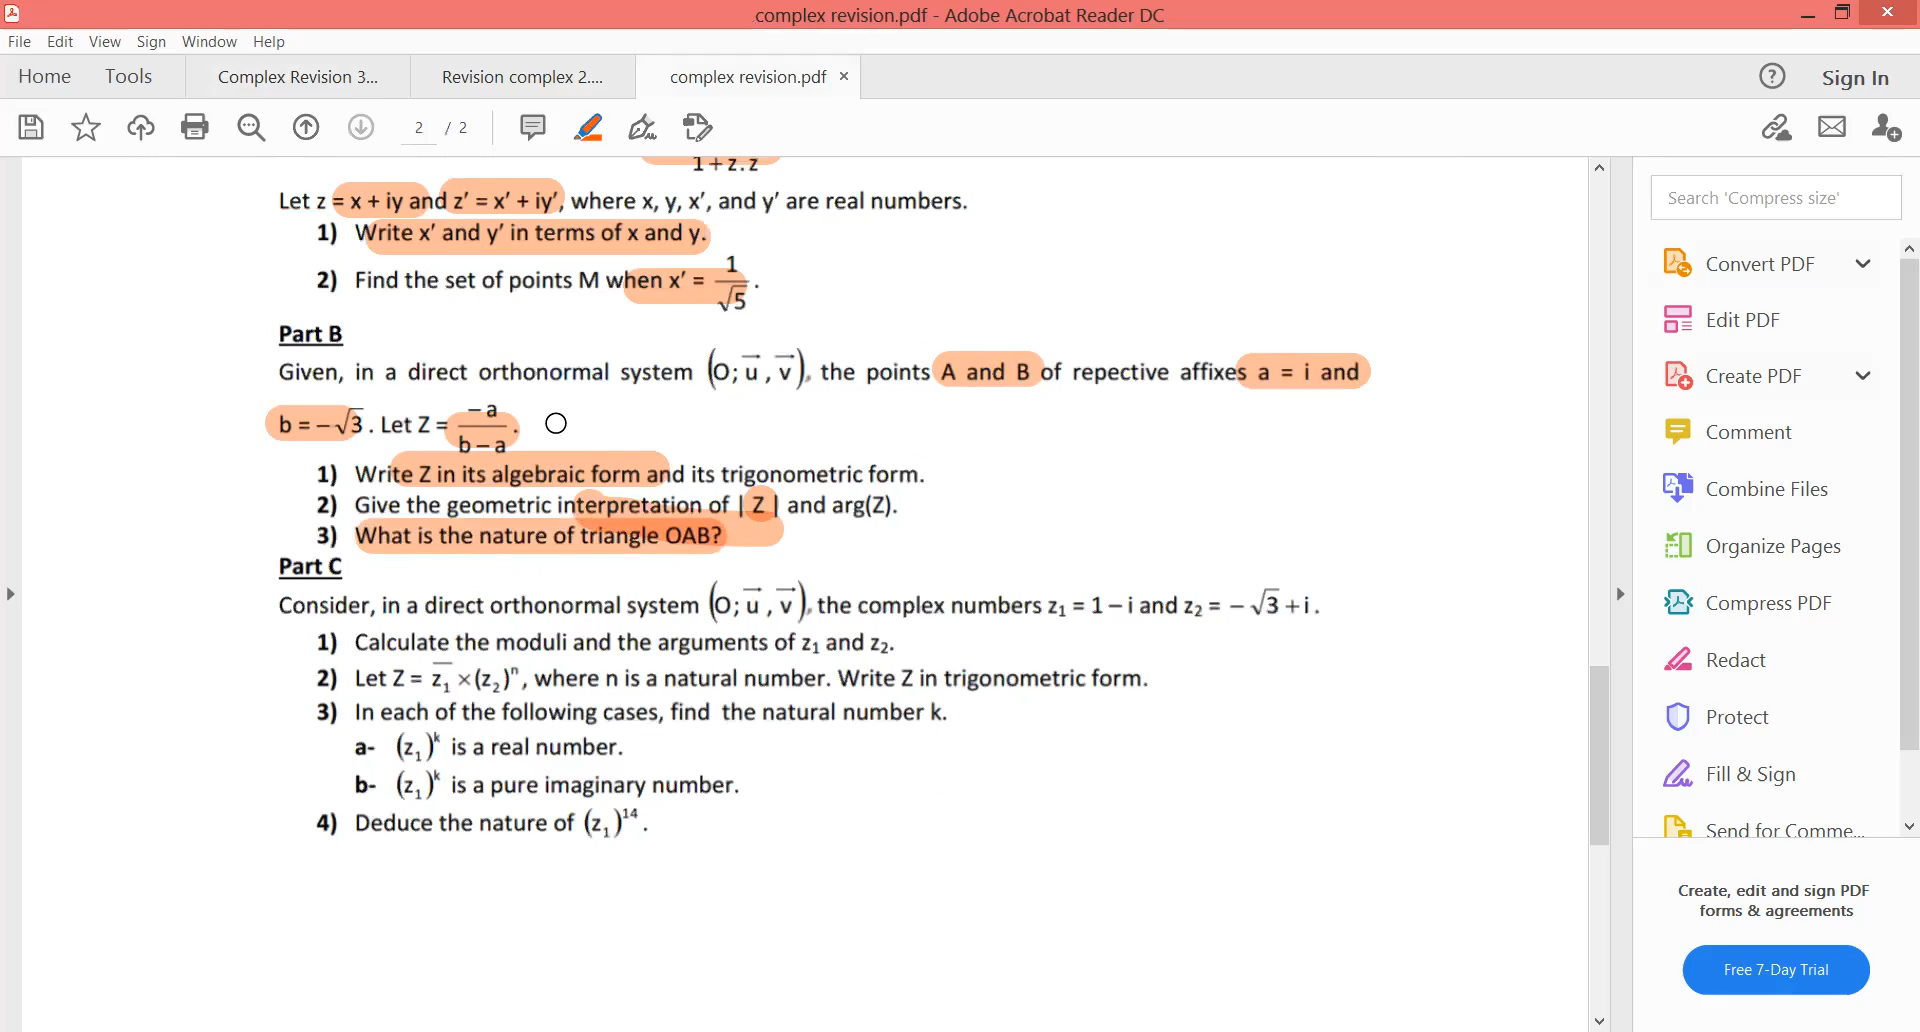 complex revision.pdf - Adobe Acrobat Reader DC
File Edit View Sign Window Help
Home Tools Complex Revision 3... Revision complex 2.... complex revision.pdf × Sign In
2 / 2
1+z.z
Let z = x + iy and z′ = x′ + iy′, where x, y, x′, and y′ are real numbers.
1) Write x′ and y′ in terms of x and y.
2) Find the set of points M when x′ = 1/√5 .
Part B
Given, in a direct orthonormal system (O; u⃗ , v⃗), the points A and B of repective affixes a = i and
b = −√3 . Let Z = −a/(b−a) .
1) Write Z in its algebraic form and its trigonometric form.
2) Give the geometric interpretation of | Z | and arg(Z).
3) What is the nature of triangle OAB?
Part C
Consider, in a direct orthonormal system (O; u⃗ , v⃗), the complex numbers z₁ = 1 – i and z₂ = − √3 + i .
1) Calculate the moduli and the arguments of z₁ and z₂.
2) Let Z = z̄₁ ×(z₂)ⁿ, where n is a natural number. Write Z in trigonometric form.
3) In each of the following cases, find the natural number k.
a- (z₁)ᵏ is a real number.
b- (z₁)ᵏ is a pure imaginary number.
4) Deduce the nature of (z₁)¹⁴ .
Search 'Compress size'
Convert PDF
Edit PDF
Create PDF
Comment
Combine Files
Organize Pages
Compress PDF
Redact
Protect
Fill & Sign
Send for Comme...
Create, edit and sign PDF
forms & agreements
Free 7-Day Trial